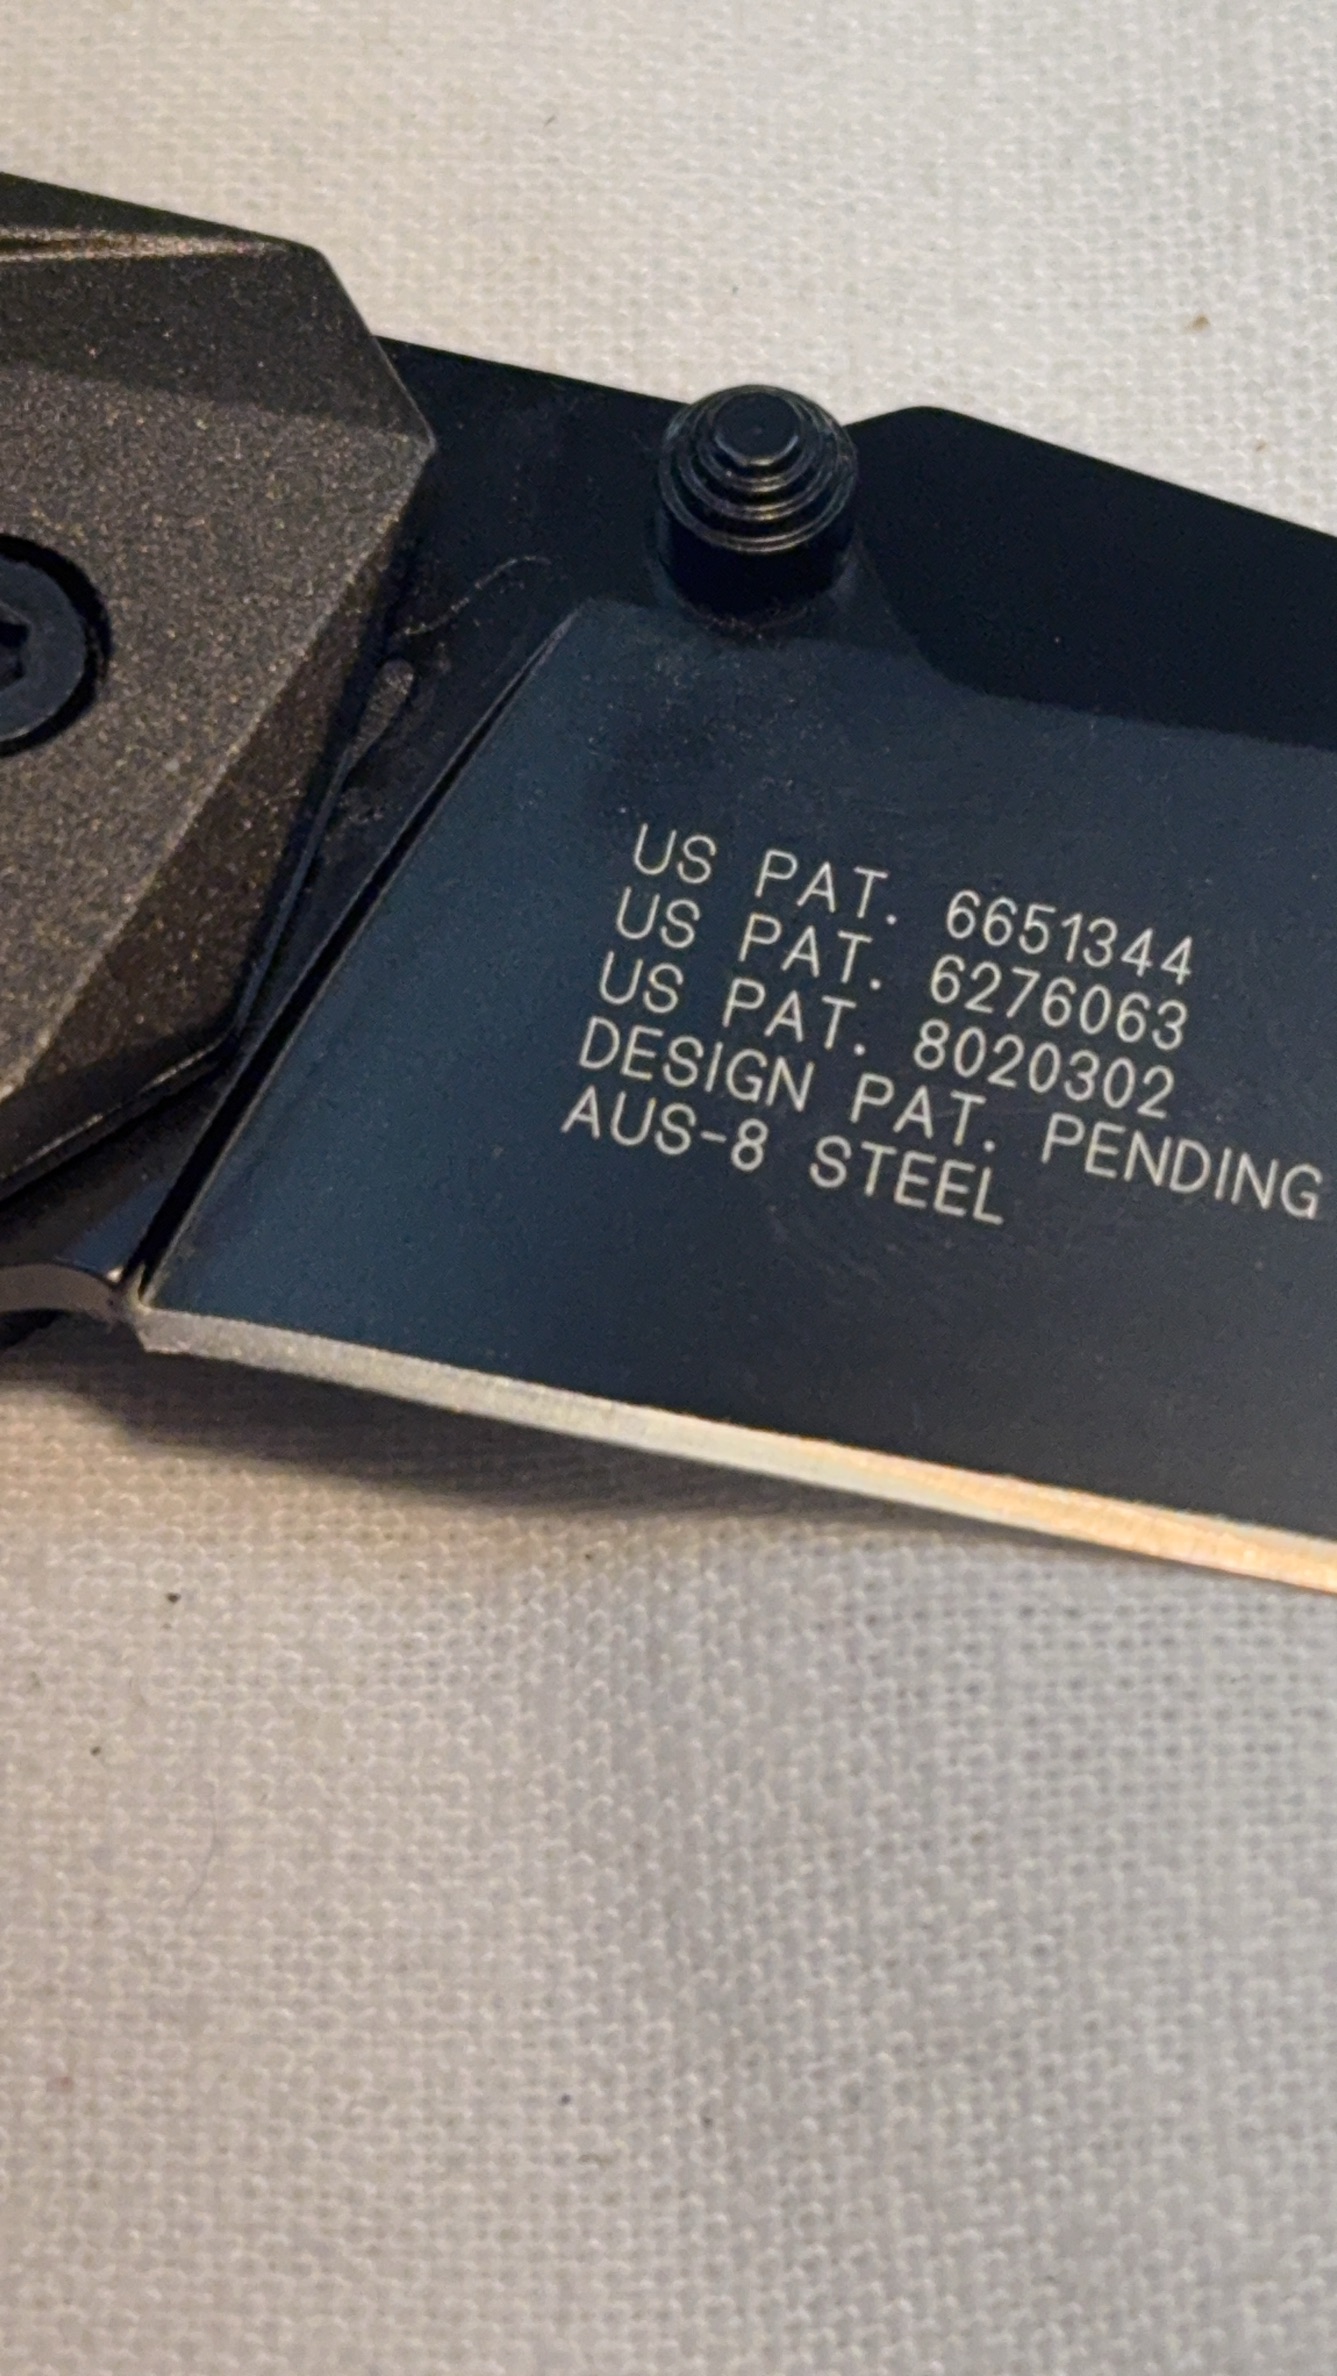 US PAT. 6651344
US PAT. 6276063
US PAT. 8020302
DESIGN PAT. PENDING
AUS-8 STEEL